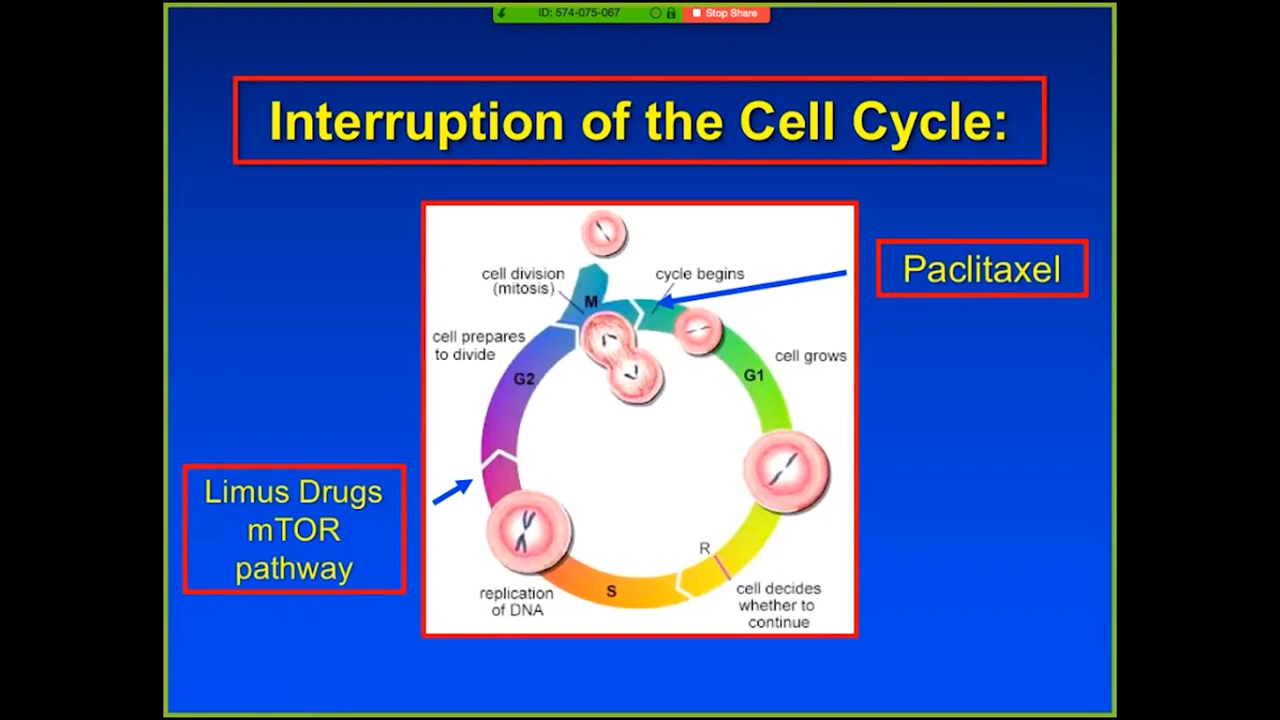 ID: 574-075-067
Stop Share
Interruption of the Cell Cycle:
cell division
(mitosis)
cycle begins
Paclitaxel
M
cell prepares
to divide
cell grows
G2
G1
Limus Drugs
mTOR
pathway
R
replication
of DNA
S
cell decides
whether to
continue